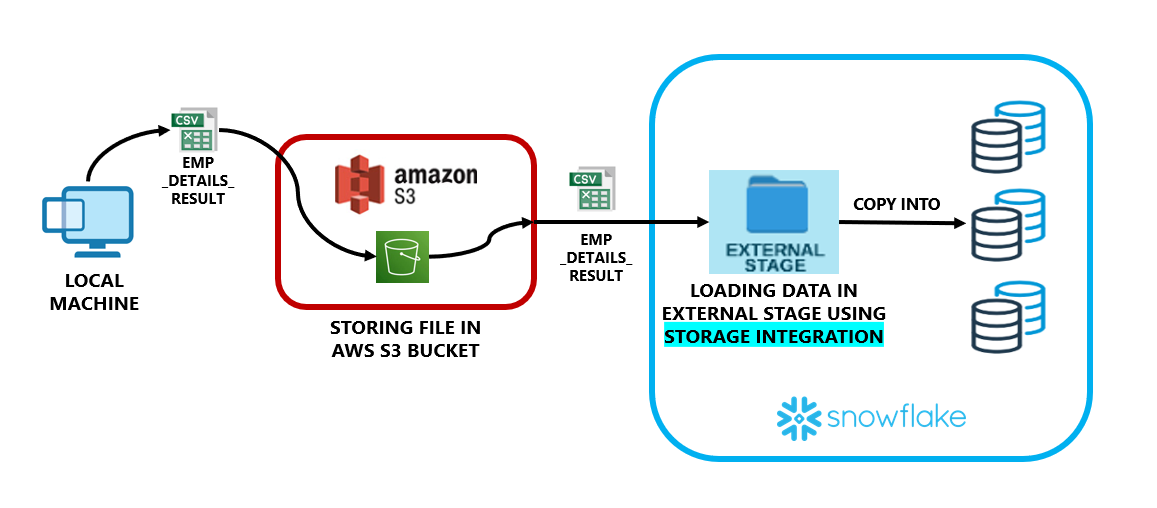 LOCAL
MACHINE
CSV
EMP
_DETAILS_
RESULT
amazon
S3
STORING FILE IN
AWS S3 BUCKET
CSV
EMP
_DETAILS_
RESULT
EXTERNAL
STAGE
LOADING DATA IN
EXTERNAL STAGE USING
STORAGE INTEGRATION
COPY INTO
snowflake